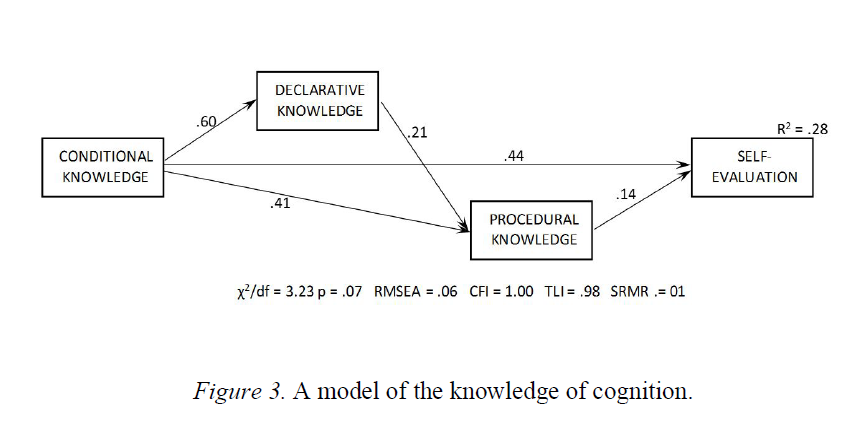 DECLARATIVE
KNOWLEDGE
.60
.21
R² = .28
CONDITIONAL
KNOWLEDGE
.44
SELF-
EVALUATION
.41
.14
PROCEDURAL
KNOWLEDGE
χ²/df = 3.23 p = .07 RMSEA = .06 CFI = 1.00 TLI = .98 SRMR .= 01
Figure 3. A model of the knowledge of cognition.